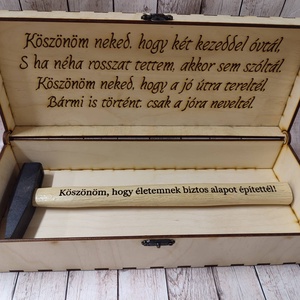 Köszönöm neked, hogy két kezeddel óvtál.
S ha néha rosszat tettem, akkor sem szóltál.
Köszönöm neked, hogy a jó útra tereltél.
Bármi is történt, csak a jóra neveltél.
Köszönöm, hogy életemnek biztos alapot építettél!